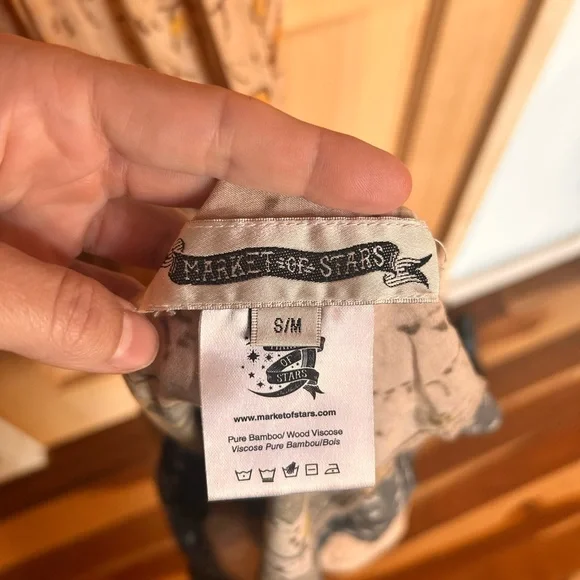 MARKET OF STARS
S/M
OF
STARS
www.marketofstars.com
Pure Bamboo/ Wood Viscose
Viscose Pure Bambou/Bois